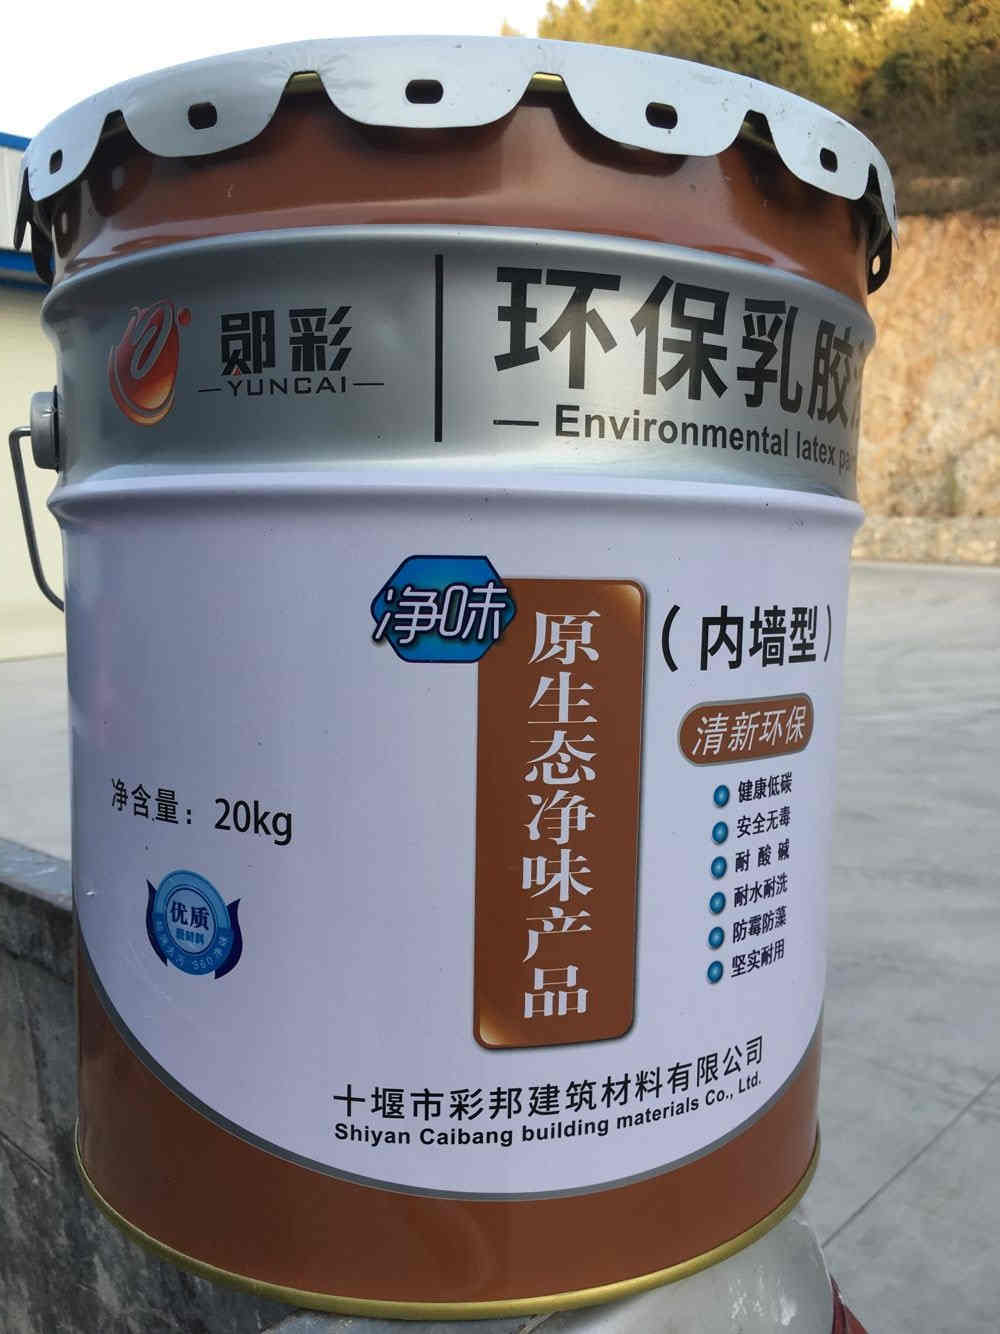 郧彩
YUNCAI
环保乳胶
Environmental latex
净味
原生态净味产品
(内墙型)
清新环保
健康低碳
安全无毒
耐酸碱
耐水耐洗
防霉防藻
坚实耐用
净含量：20kg
优质
十堰市彩邦建筑材料有限公司
Shiyan Caibang building materials Co., Ltd.